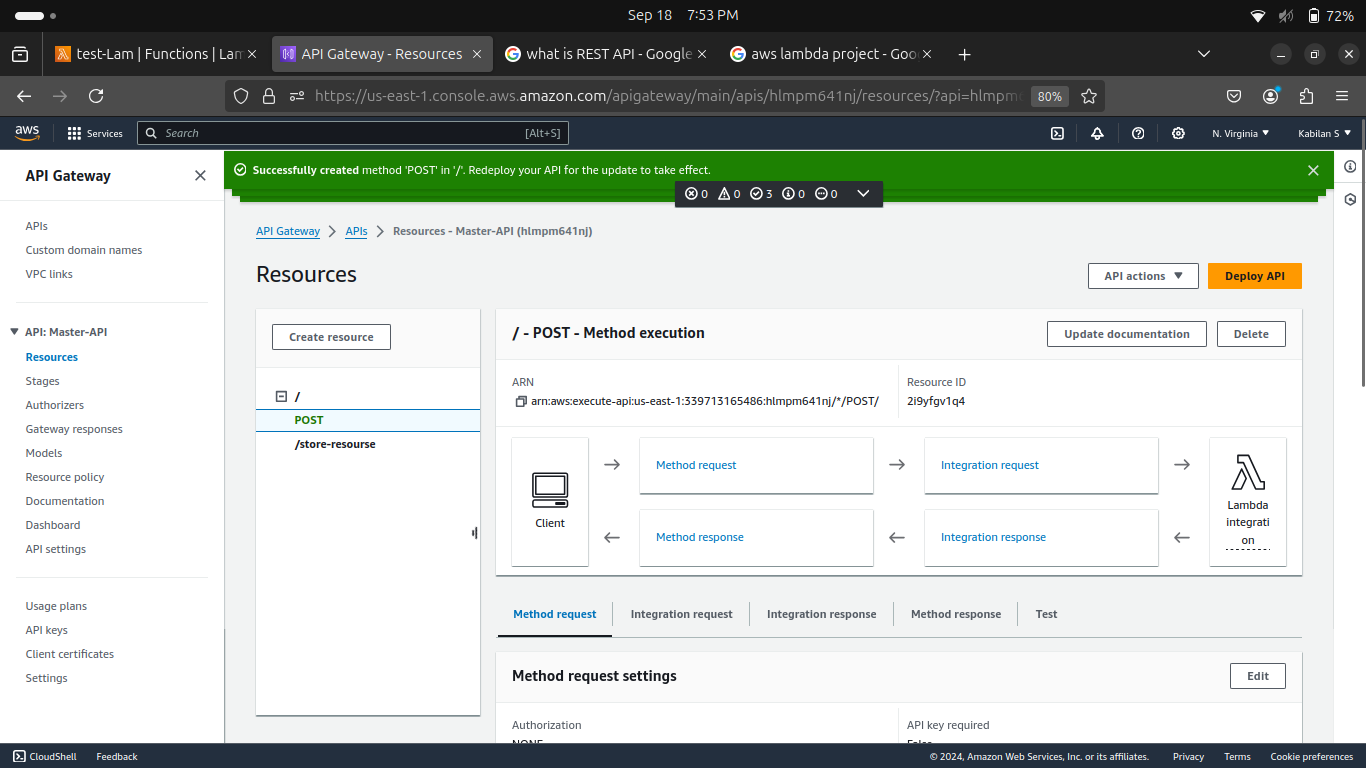 Sep 18 7:53 PM
72%
test-Lam | Functions | Lam
API Gateway - Resources
what is REST API - Google
aws lambda project - Goo
https://us-east-1.console.aws.amazon.com/apigateway/main/apis/hlmpm641nj/resources/?api=hlmpm6
80%
aws
Services
Search
[Alt+S]
N. Virginia
Kabilan S
API Gateway
Successfully created method 'POST' in '/'. Redeploy your API for the update to take effect.
0 0 3 0 0
APIs
Custom domain names
VPC links
API: Master-API
Resources
Stages
Authorizers
Gateway responses
Models
Resource policy
Documentation
Dashboard
API settings
Usage plans
API keys
Client certificates
Settings
API Gateway
APIs
Resources - Master-API (hlmpm641nj)
Resources
API actions
Deploy API
Create resource
/
POST
/store-resourse
/ - POST - Method execution
Update documentation
Delete
ARN
arn:aws:execute-api:us-east-1:339713165486:hlmpm641nj/*/POST/
Resource ID
2i9yfgv1q4
Client
Method request
Integration request
Method response
Integration response
Lambda
integrati
on
Method request
Integration request
Integration response
Method response
Test
Method request settings
Edit
Authorization
NONE
API key required
False
CloudShell
Feedback
© 2024, Amazon Web Services, Inc. or its affiliates.
Privacy
Terms
Cookie preferences